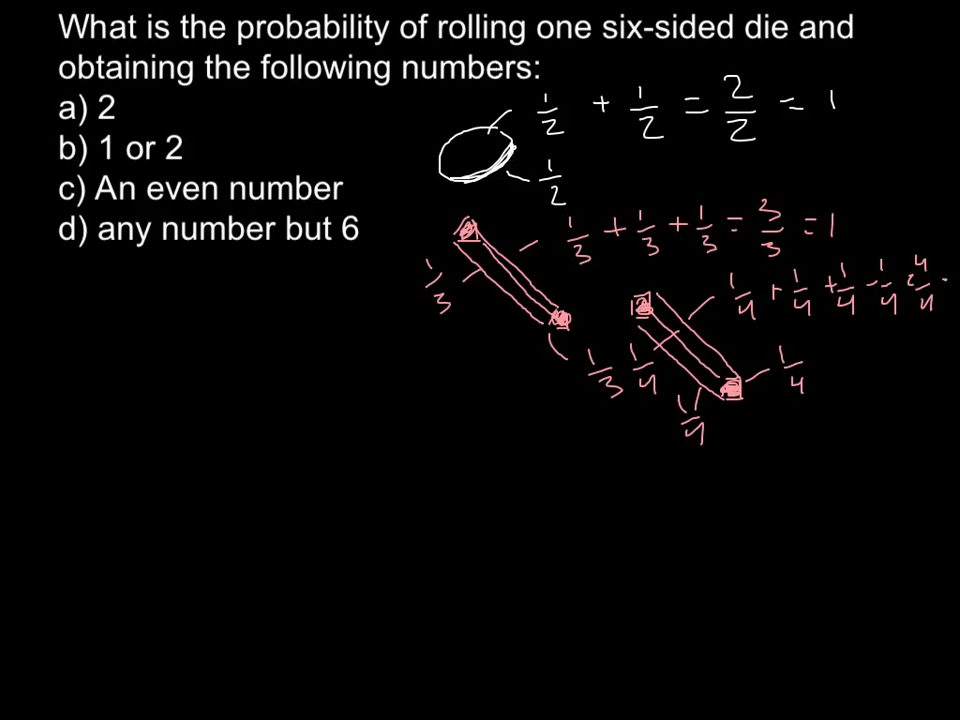 What is the probability of rolling one six-sided die and
obtaining the following numbers:
a) 2
b) 1 or 2
c) An even number
d) any number but 6
1/2 + 1/2 = 2/2 = 1
1/2
1/3 + 1/3 + 1/3 = 3/3 = 1
1/3
1/4 + 1/4 + 1/4 - 1/4 = 4/4
1/3
1/4
1/4
1/4